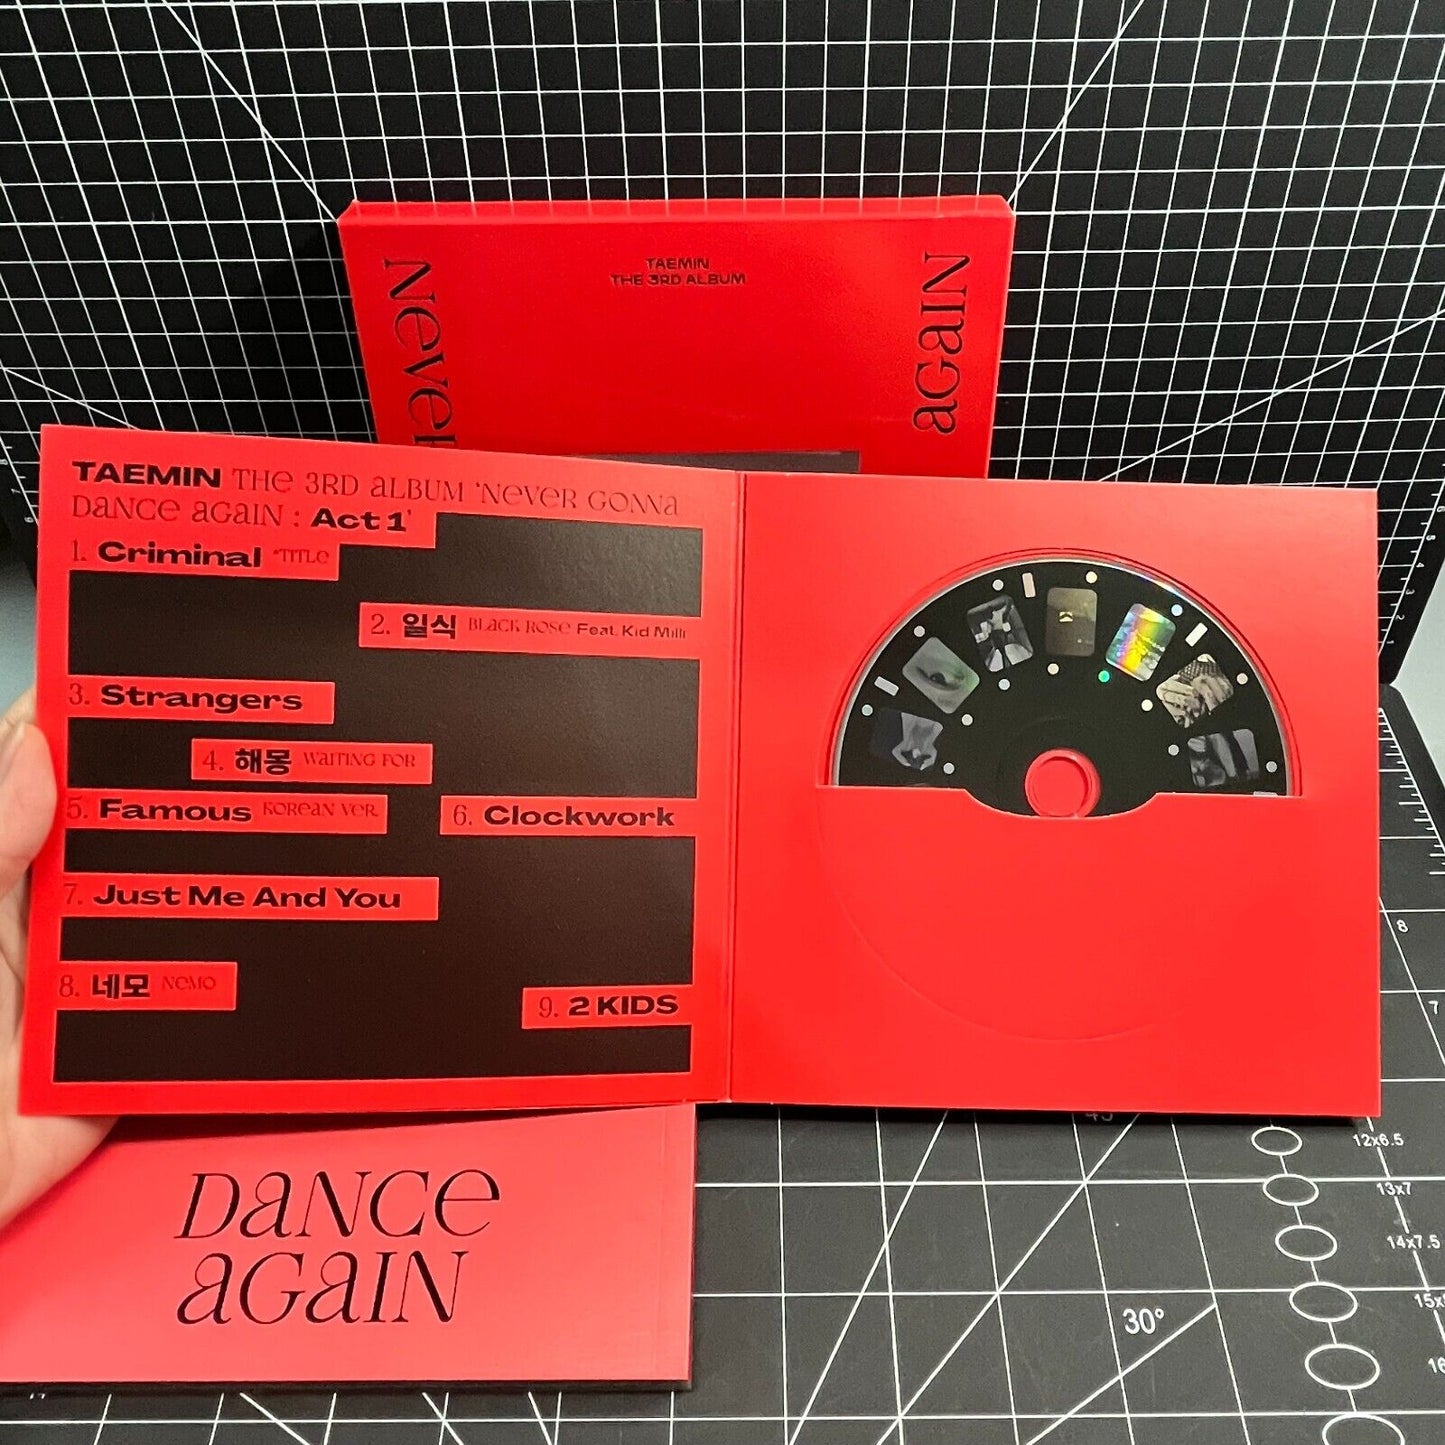 TAEMIN
THE 3RD ALBUM
Never
again
TAEMIN THE 3RD ALBUM 'NEVER GONNA
DANCE AGAIN : Act 1'
1. Criminal *TITLE
2. 일식 BLACK ROSE Feat. Kid Milli
3. Strangers
4. 해몽 WAITING FOR
5. Famous KOREAN VER.
6. Clockwork
7. Just Me And You
8. 네모 NEMO
9. 2 KIDS
DANCE
AGAIN
8
7
12x6.5
13x7
14x7.5
30°